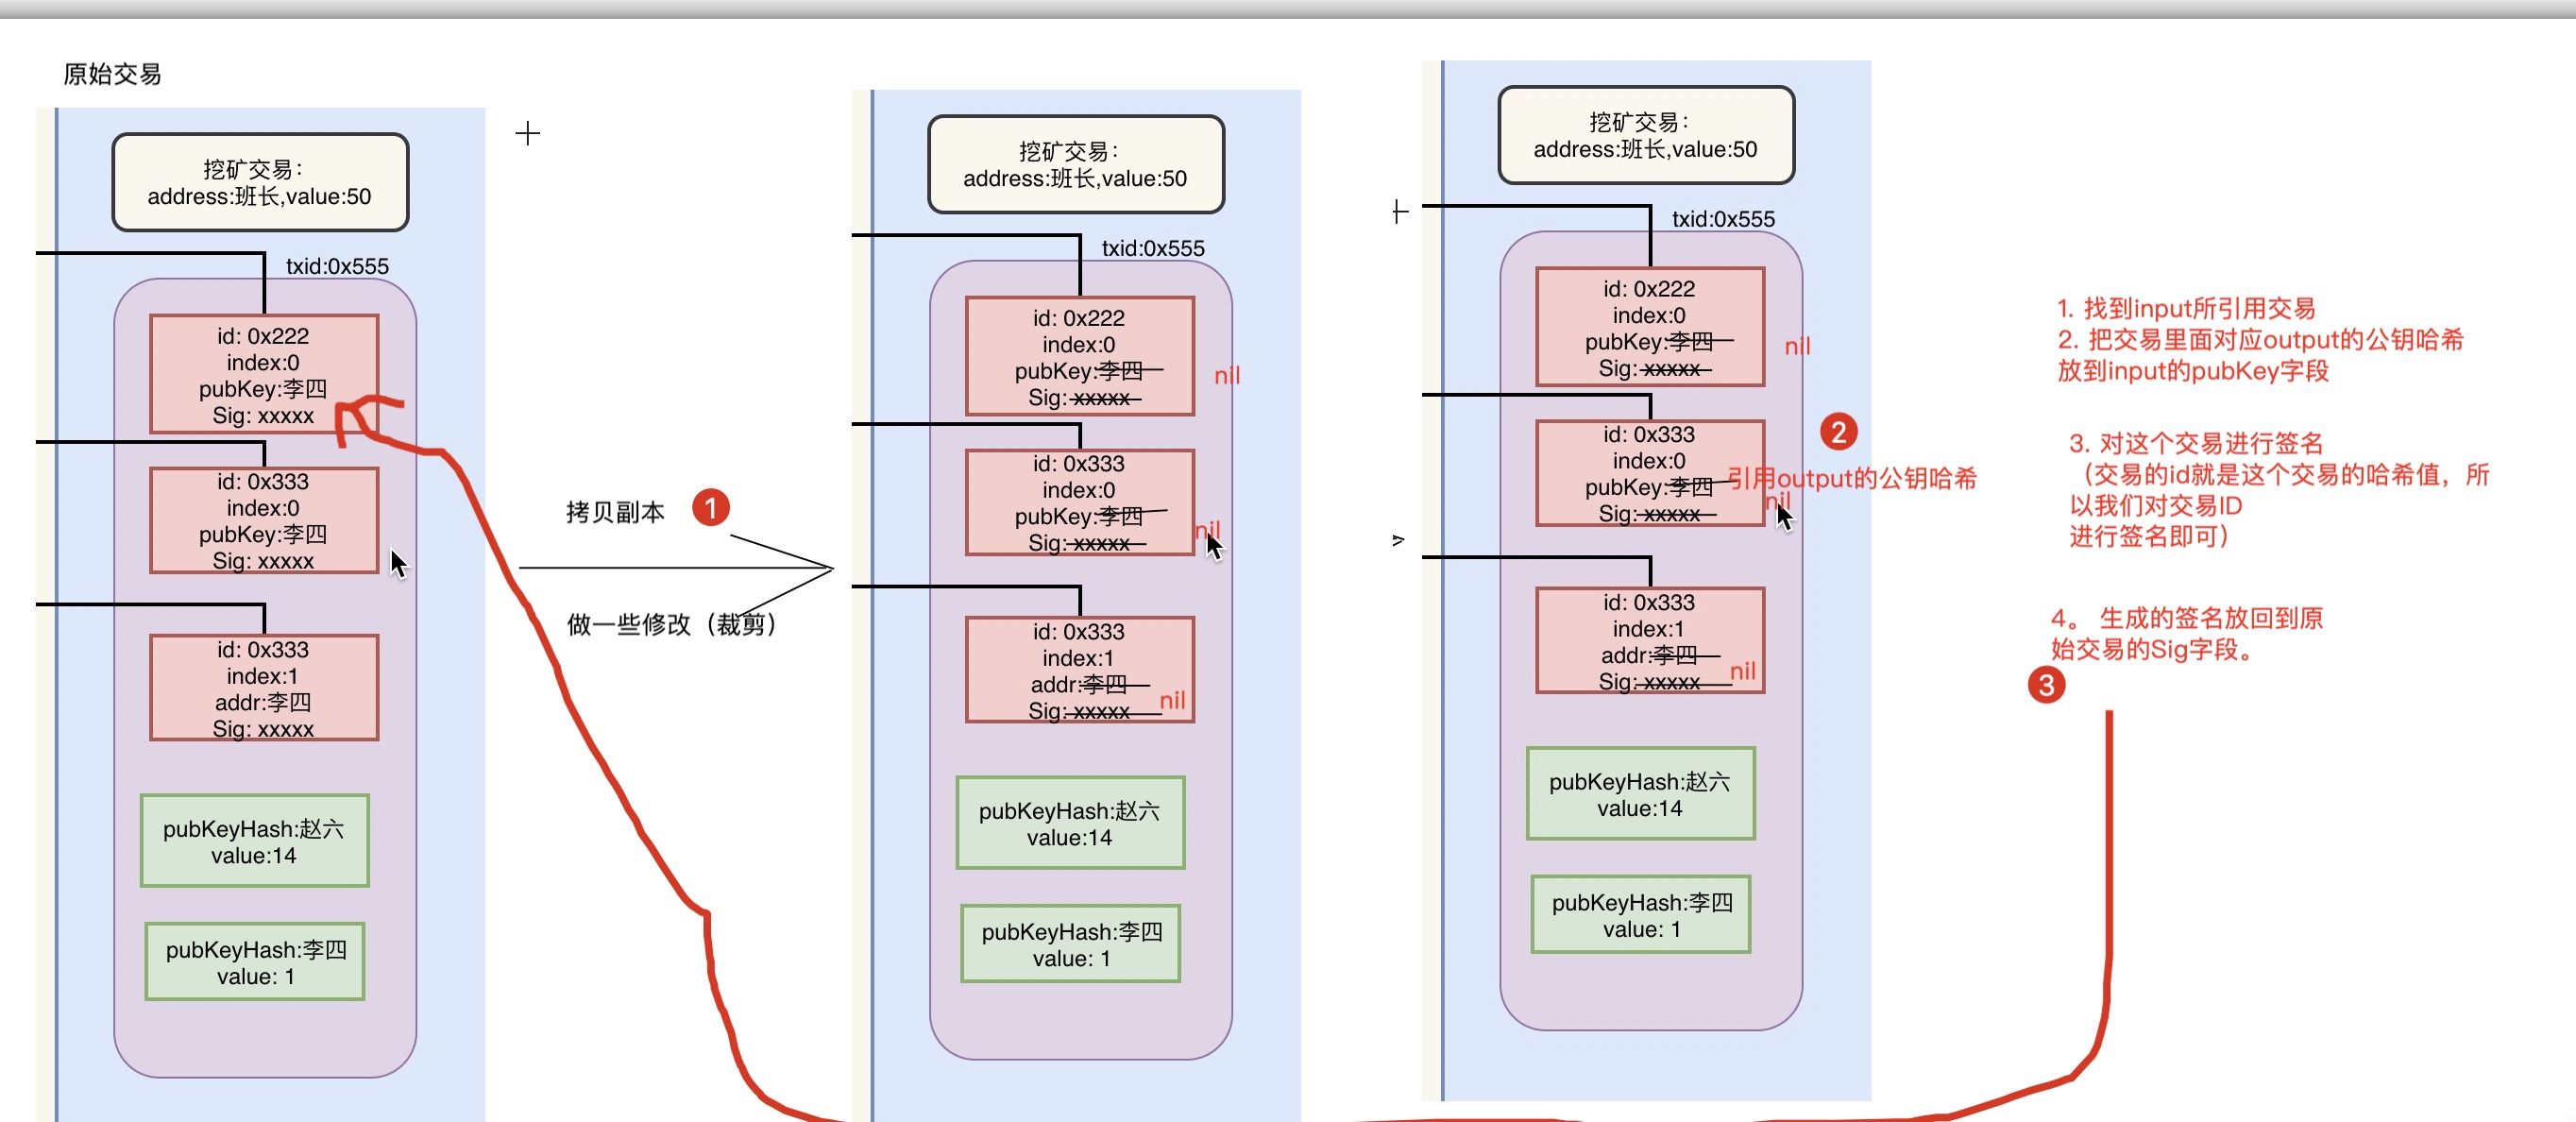 原始交易
挖矿交易：
address:班长,value:50
txid:0x555
id: 0x222
index:0
pubKey:李四
Sig: xxxxx
id: 0x333
index:0
pubKey:李四
Sig: xxxxx
id: 0x333
index:1
addr:李四
Sig: xxxxx
pubKeyHash:赵六
value:14
pubKeyHash:李四
value: 1
拷贝副本
1
做一些修改（裁剪）
挖矿交易：
address:班长,value:50
txid:0x555
id: 0x222
index:0
pubKey:李四
nil
Sig: xxxxx
id: 0x333
index:0
pubKey:李四
nil
Sig: xxxxx
id: 0x333
index:1
addr:李四
nil
Sig: xxxxx
pubKeyHash:赵六
value:14
pubKeyHash:李四
value: 1
挖矿交易：
address:班长,value:50
txid:0x555
id: 0x222
index:0
pubKey:李四
nil
Sig: xxxxx
2
id: 0x333
index:0
pubKey:李四
引用output的公钥哈希
nil
Sig: xxxxx
id: 0x333
index:1
addr:李四
nil
Sig: xxxxx
pubKeyHash:赵六
value:14
pubKeyHash:李四
value: 1
1. 找到input所引用交易
2. 把交易里面对应output的公钥哈希
放到input的pubKey字段
3. 对这个交易进行签名
（交易的id就是这个交易的哈希值，所
以我们对交易ID
进行签名即可）
4。 生成的签名放回到原
始交易的Sig字段。
3